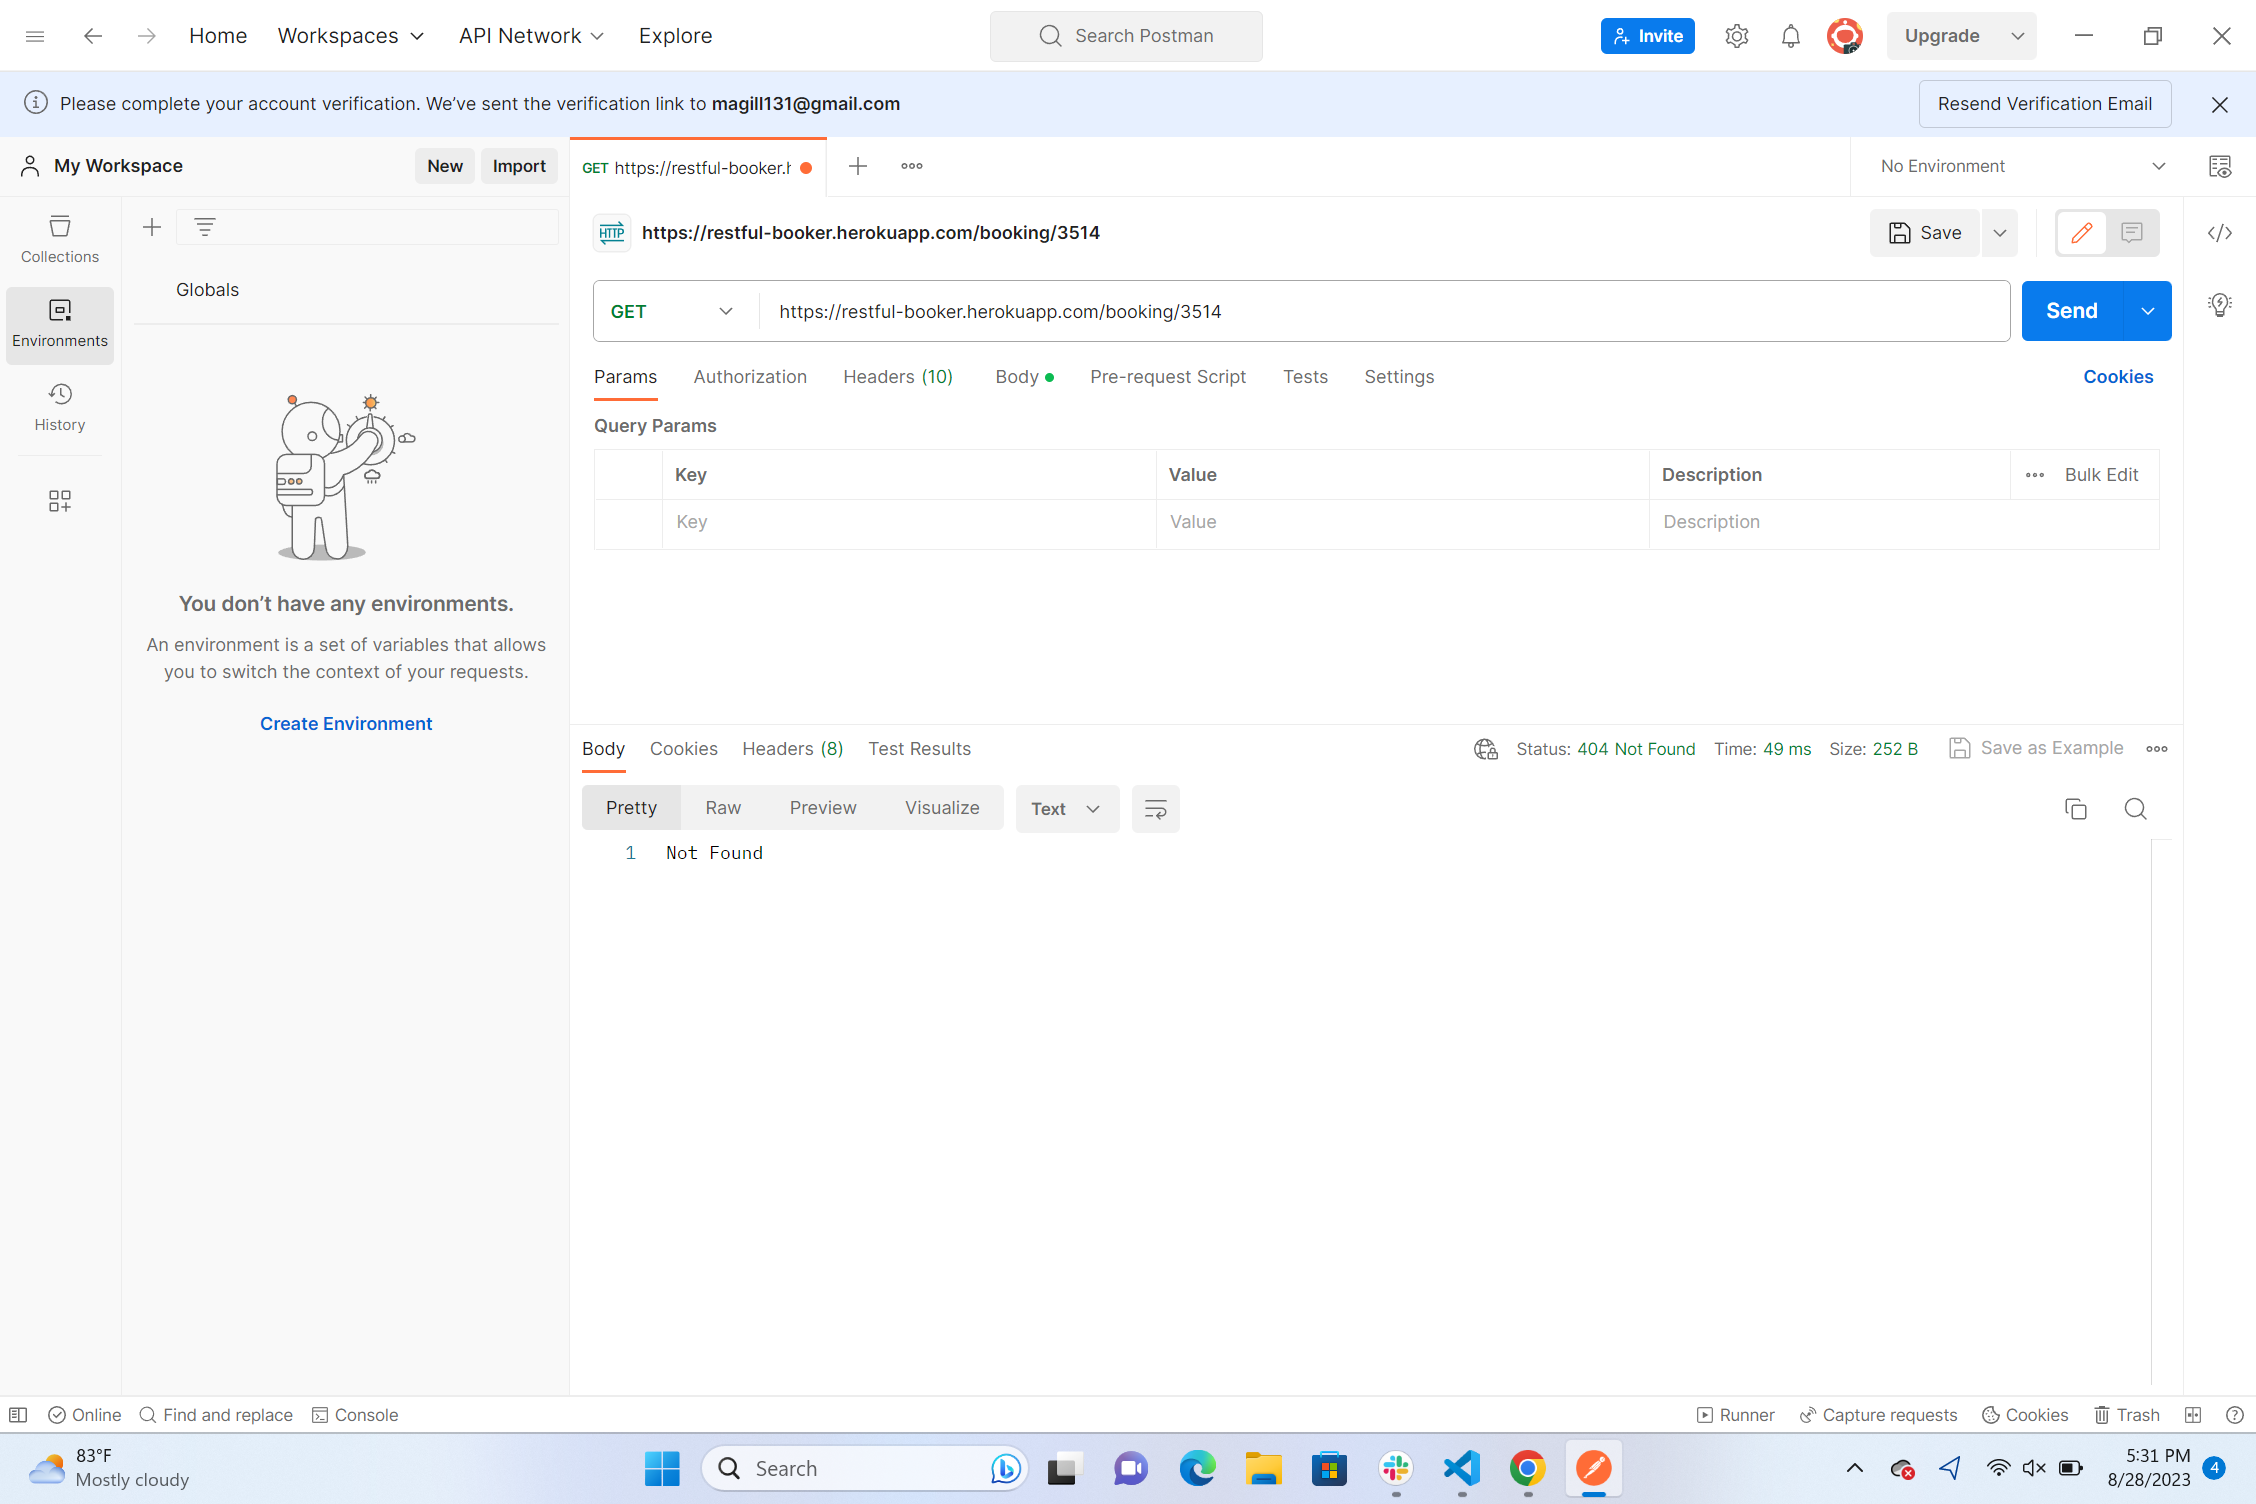 Home Workspaces API Network Explore Search Postman Invite Upgrade
Please complete your account verification. We’ve sent the verification link to magill131@gmail.com Resend Verification Email
My Workspace New Import GET https://restful-booker.h No Environment
Collections
HTTP https://restful-booker.herokuapp.com/booking/3514 Save
Globals
Environments
GET https://restful-booker.herokuapp.com/booking/3514 Send
History
Params Authorization Headers (10) Body Pre-request Script Tests Settings Cookies
Query Params
Key Value Description Bulk Edit
Key Value Description
You don’t have any environments.
An environment is a set of variables that allows
you to switch the context of your requests.
Create Environment
Body Cookies Headers (8) Test Results Status: 404 Not Found Time: 49 ms Size: 252 B Save as Example
Pretty Raw Preview Visualize Text
1 Not Found
Online Find and replace Console Runner Capture requests Cookies Trash
83°F
Mostly cloudy
Search
5:31 PM
8/28/2023
4